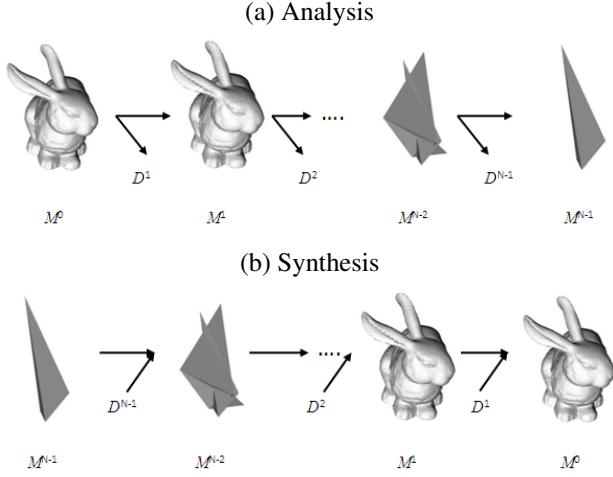 (a) Analysis
....
D¹ D² Dᴺ⁻¹
M⁰ M¹ Mᴺ⁻² Mᴺ⁻¹
(b) Synthesis
....
Dᴺ⁻¹ D² D¹
Mᴺ⁻¹ Mᴺ⁻² M¹ M⁰